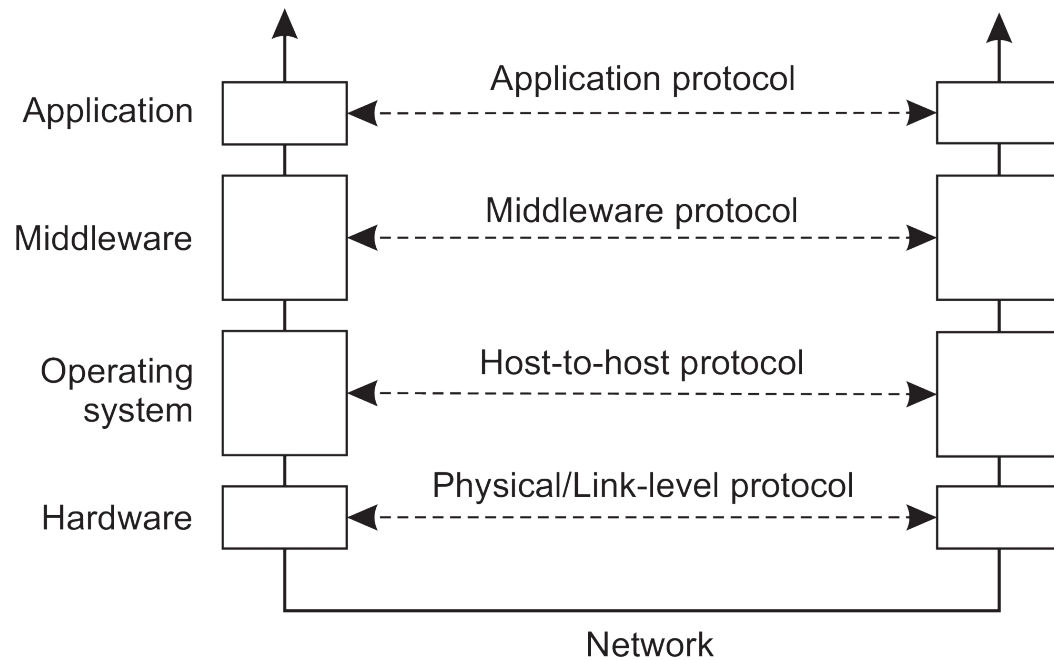 Application
Application protocol
Middleware
Middleware protocol
Operating
system
Host-to-host protocol
Hardware
Physical/Link-level protocol
Network